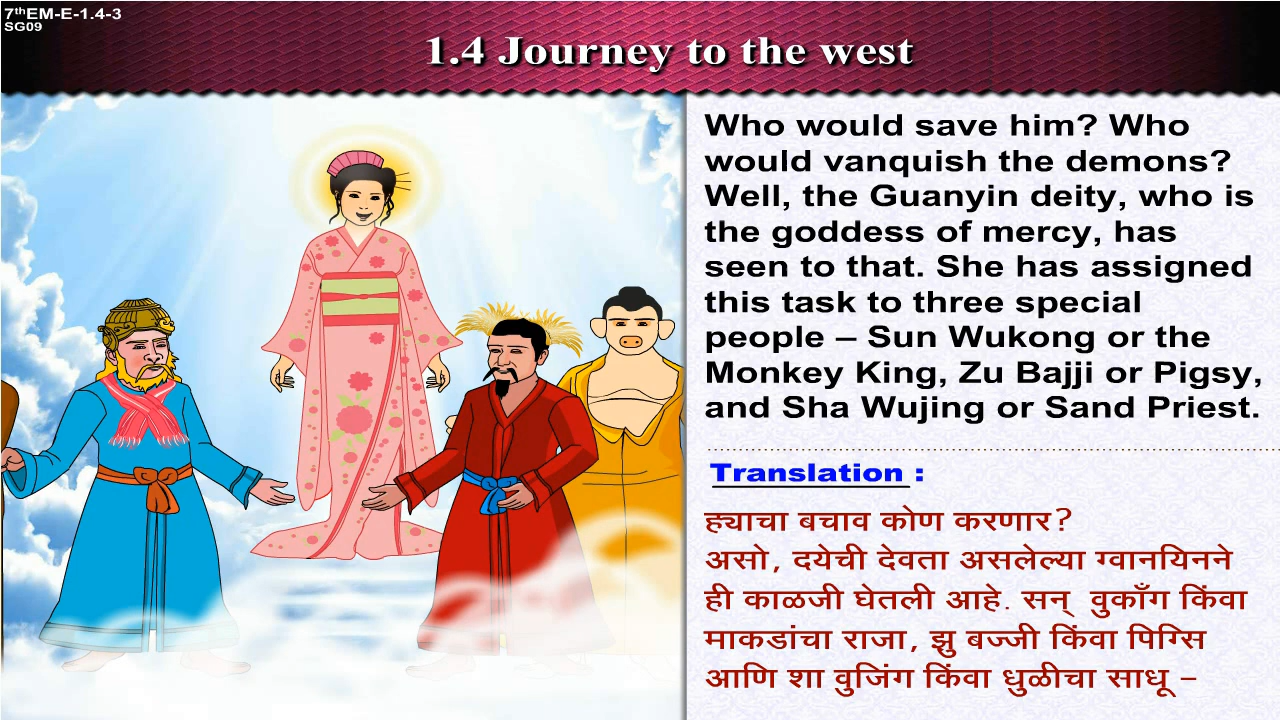 7thEM-E-1.4-3
SG09
1.4 Journey to the west
Who would save him? Who
would vanquish the demons?
Well, the Guanyin deity, who is
the goddess of mercy, has
seen to that. She has assigned
this task to three special
people – Sun Wukong or the
Monkey King, Zu Bajji or Pigsy,
and Sha Wujing or Sand Priest.
Translation :
ह्याचा बचाव कोण करणार?
असो, दयेची देवता असलेल्या ग्वानयिनने
ही काळजी घेतली आहे. सन् वुकाँग किंवा
माकडांचा राजा, झु बज्जी किंवा पिग्सि
आणि शा वुजिंग किंवा धुळीचा साधू –